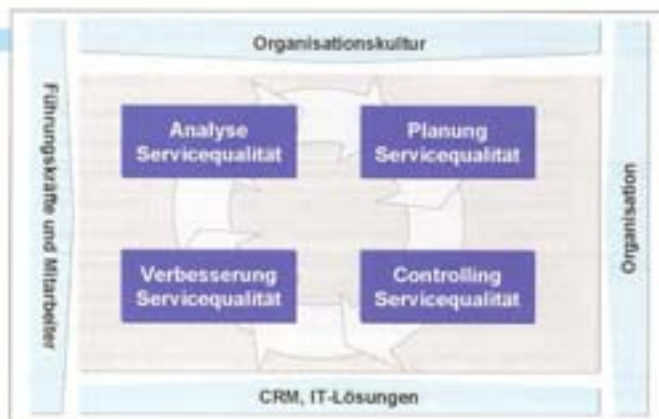 Organisationskultur
Führungskräfte und Mitarbeiter
Analyse
Servicequalität
Planung
Servicequalität
Organisation
Verbesserung
Servicequalität
Controlling
Servicequalität
CRM, IT-Lösungen